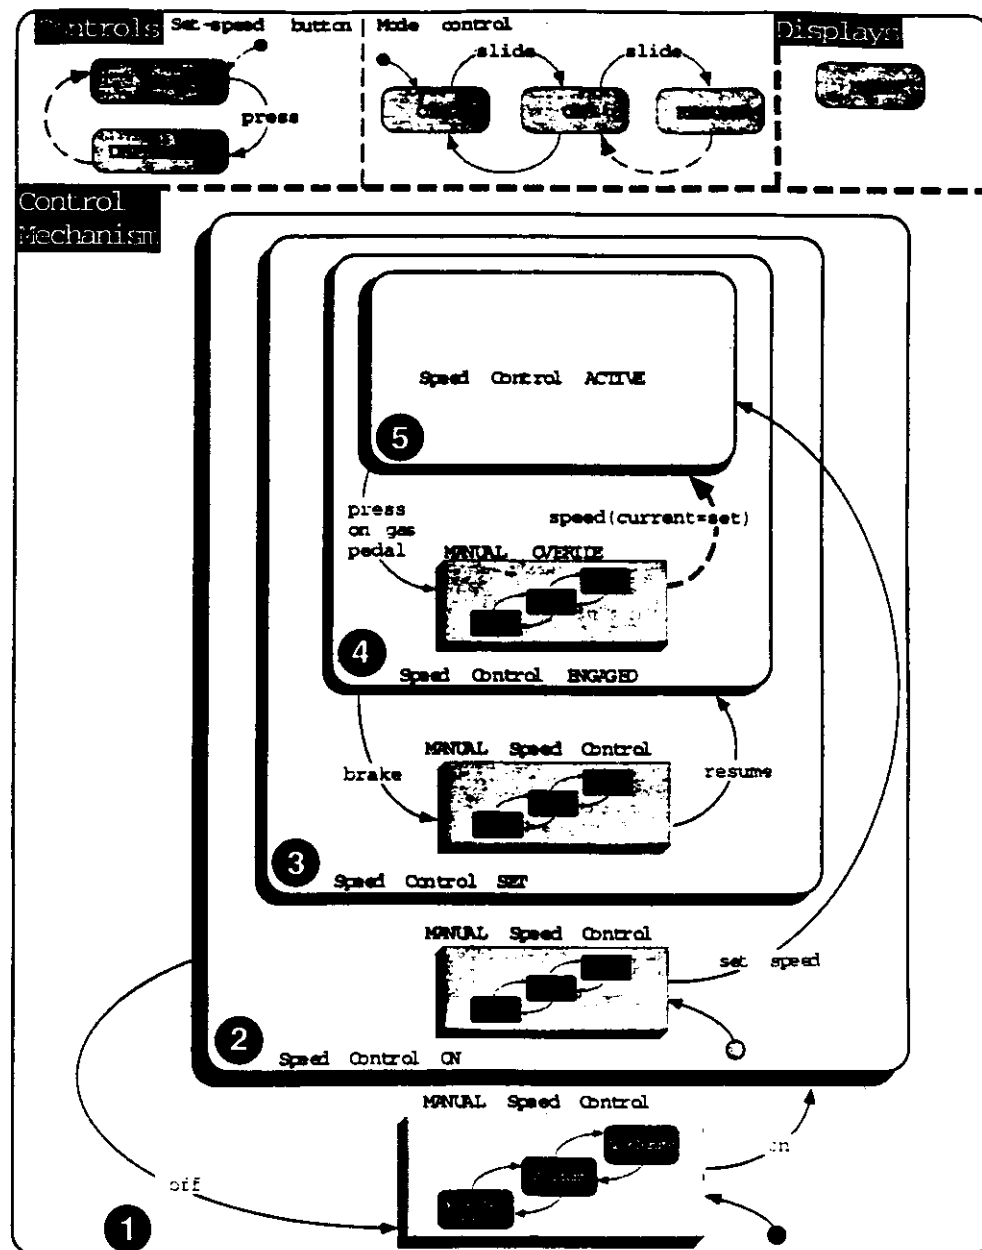 Controls
Set-speed button
Mode control
Displays
slide
slide
press
Control
Mechanism
Speed Control ACTIVE
5
press
on gas
pedal
speed(current=set)
MANUAL OVERIDE
4
Speed Control ENGAGED
MANUAL Speed Control
brake
resume
3
Speed Control SET
MANUAL Speed Control
set speed
2
Speed Control ON
MANUAL Speed Control
on
off
1